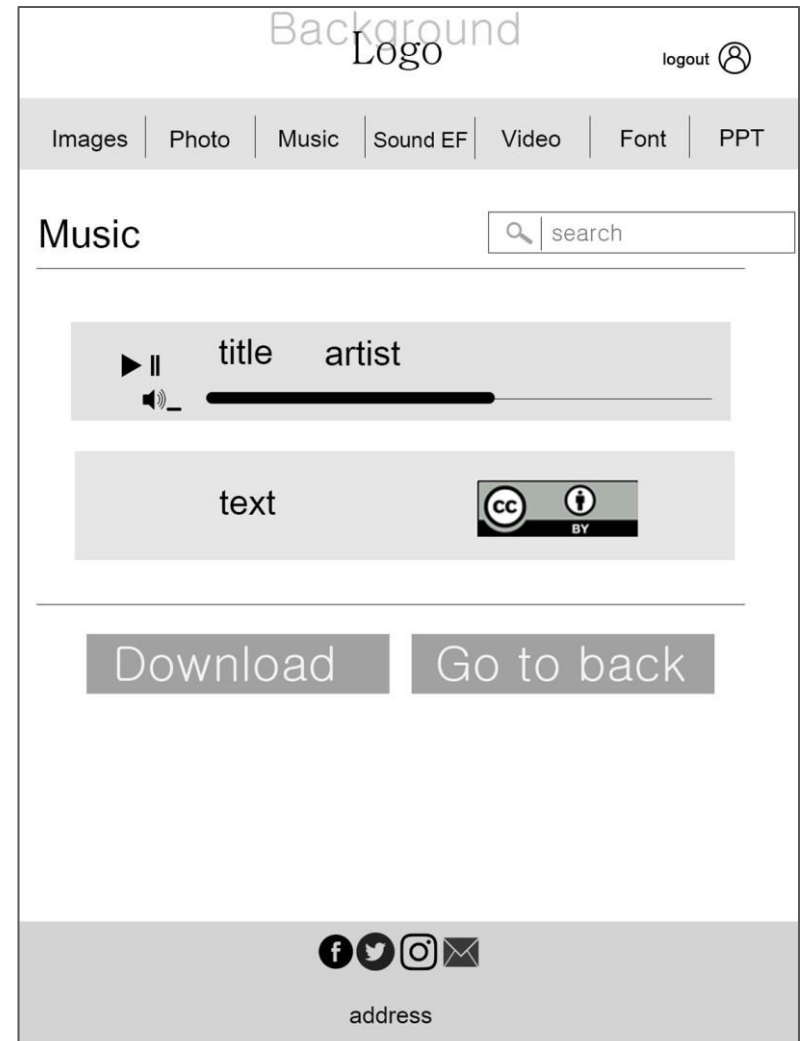 Background
Logo
logout
Images Photo Music Sound EF Video Font PPT
Music
search
title artist
text
CC
BY
Download Go to back
f
address